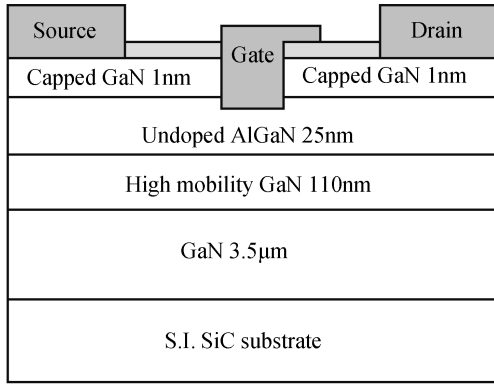 Source
Drain
Gate
Capped GaN 1nm
Capped GaN 1nm
Undoped AlGaN 25nm
High mobility GaN 110nm
GaN 3.5μm
S.I. SiC substrate